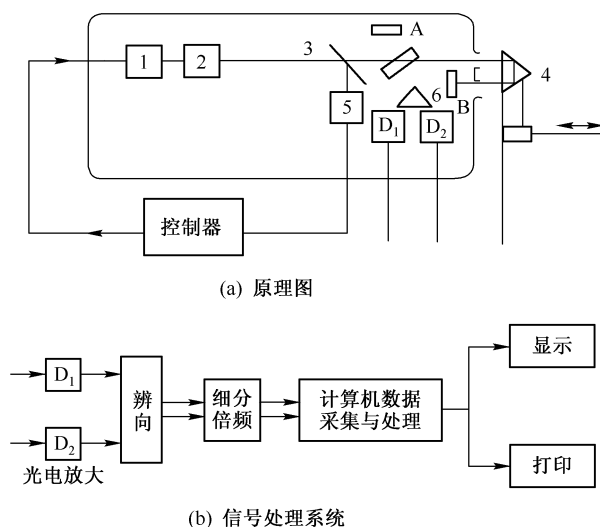 A
3
1
2
4
6
5
B
D₁
D₂
控制器
(a) 原理图
D₁
辨向
细分倍频
计算机数据采集与处理
显示
D₂
光电放大
打印
(b) 信号处理系统